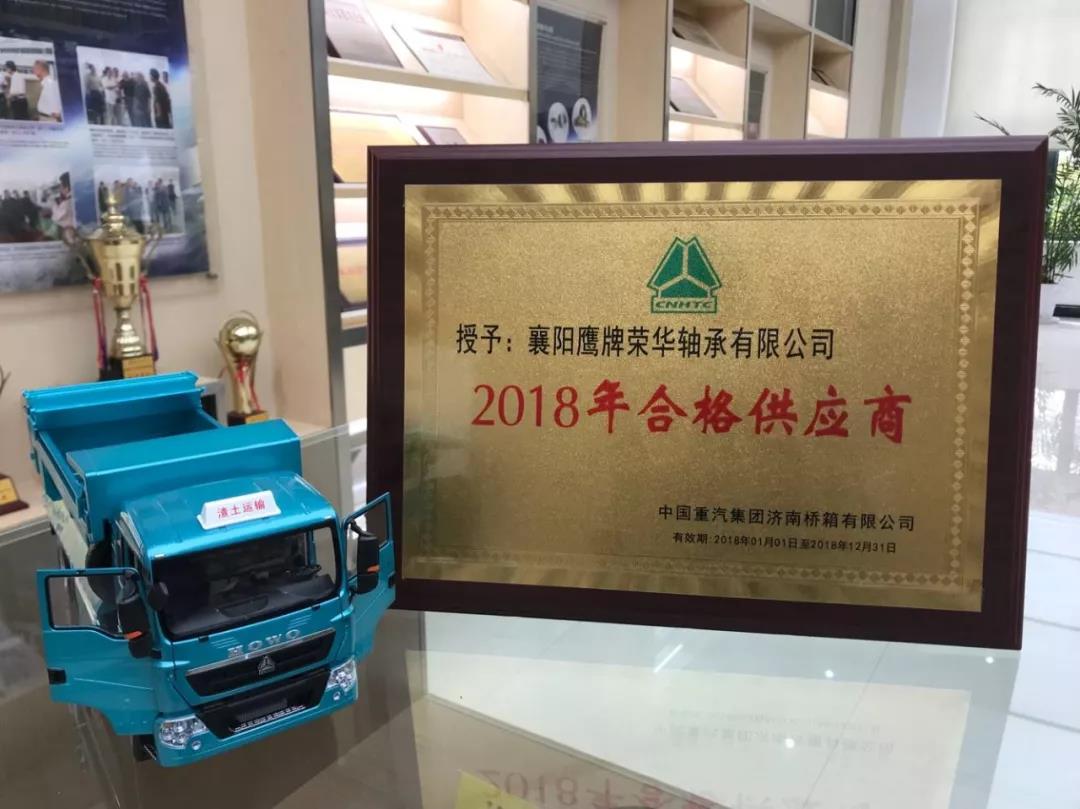 CNHTC
授予：襄阳鹰牌荣华轴承有限公司
2018年合格供应商
中国重汽集团济南桥箱有限公司
有效期：2018年01月01日至2018年12月31日
渣土运输
HOWO